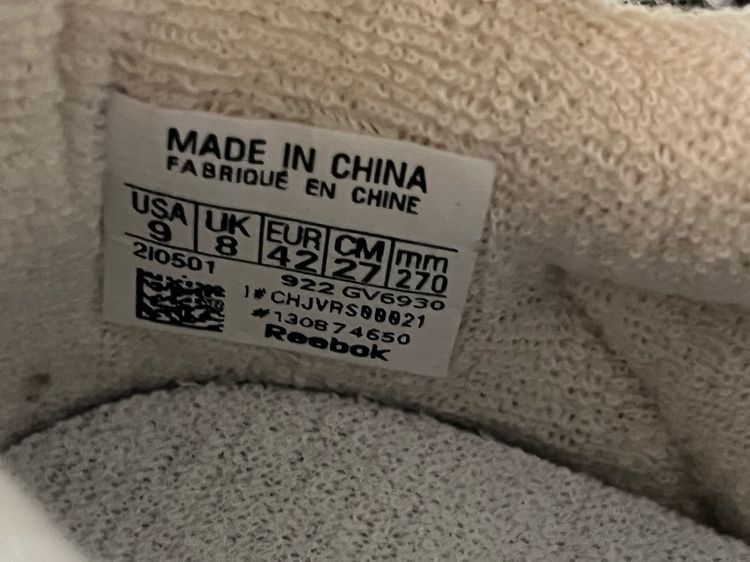 MADE IN CHINA
FABRIQUÉ EN CHINE
USA UK EUR CM mm
9 8 42 27 270
2I0501 922 GV6930
1# CHJVRS00021
#130874650
Reebok